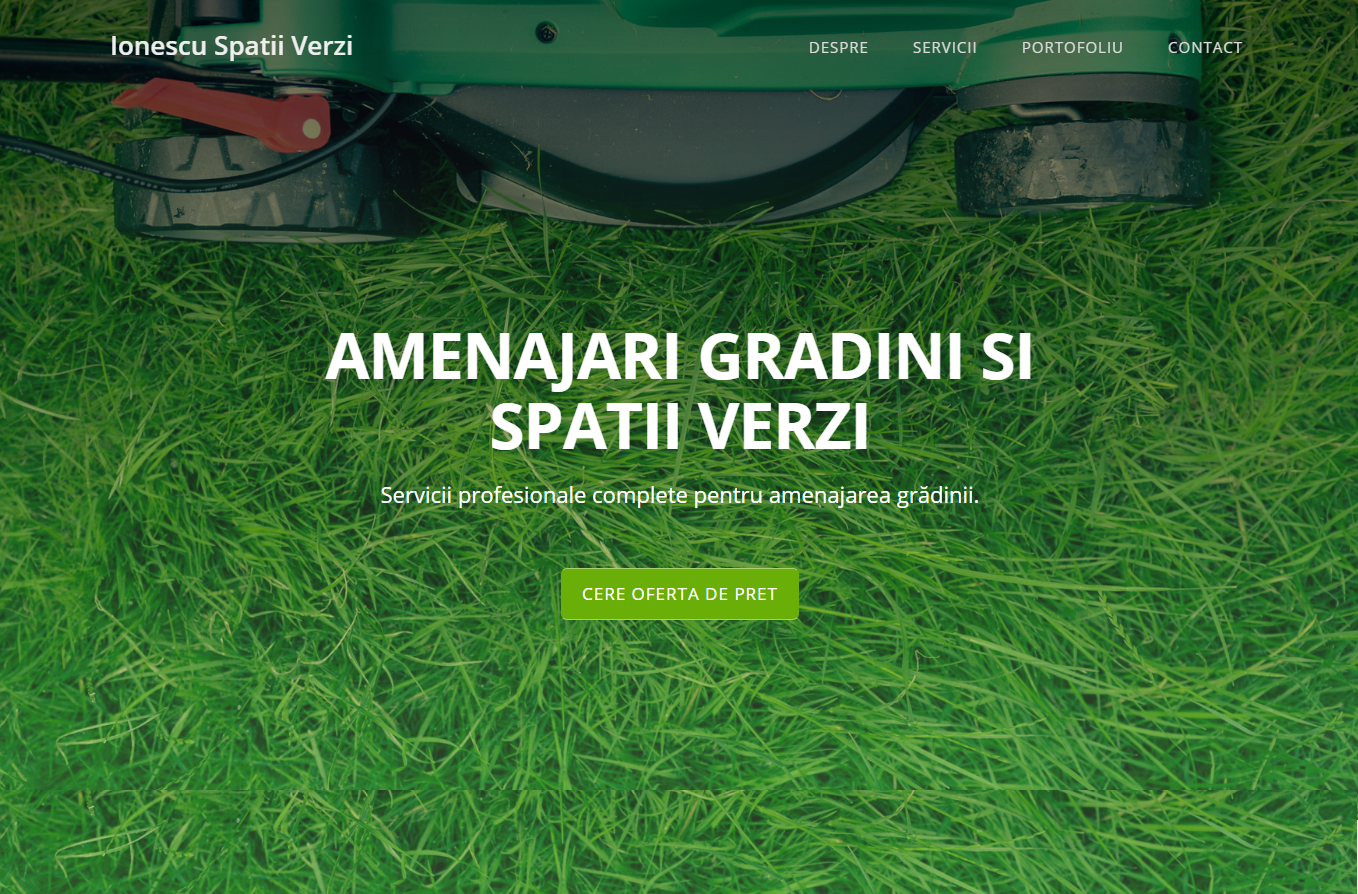 Ionescu Spatii Verzi
DESPRE SERVICII PORTOFOLIU CONTACT
AMENAJARI GRADINI SI
SPATII VERZI
Servicii profesionale complete pentru amenajarea grădinii.
CERE OFERTA DE PRET